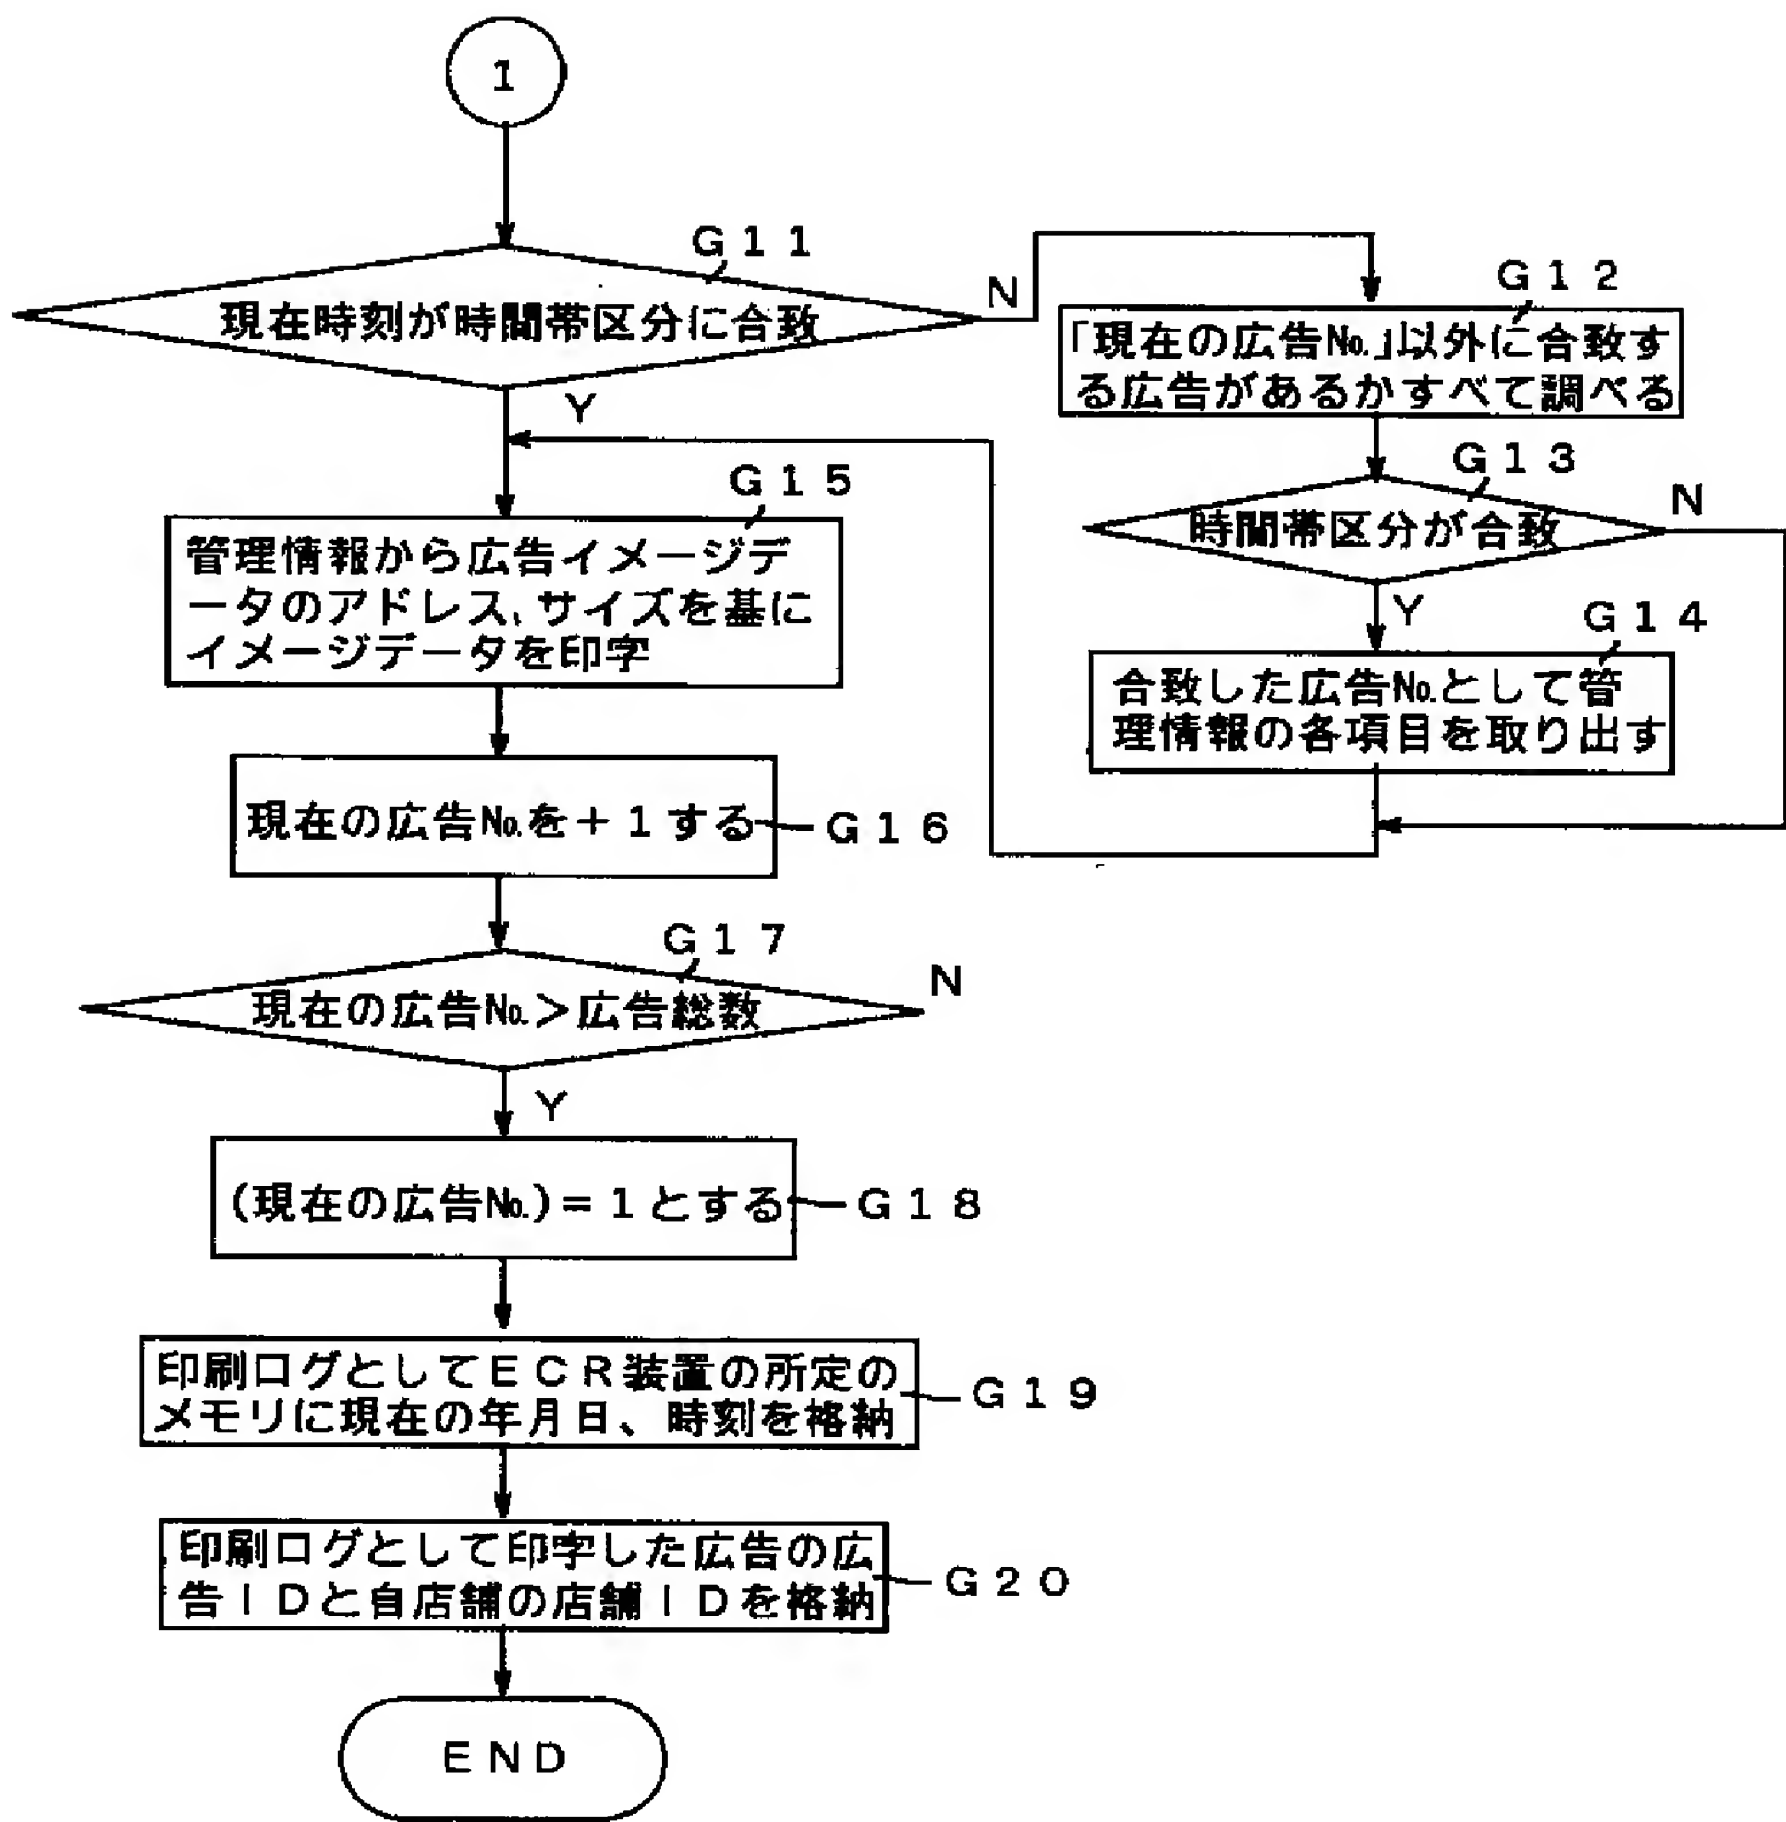 1
G11
現在時刻が時間帯区分に合致
N
Y
G12
「現在の広告№.」以外に合致す
る広告があるかすべて調べる
G13
時間帯区分が合致
N
Y
G14
合致した広告№.として管
理情報の各項目を取り出す
G15
管理情報から広告イメージデ
ータのアドレス、サイズを基に
イメージデータを印字
現在の広告№.を+1する
G16
G17
現在の広告№.>広告総数
N
Y
(現在の広告№.)=1とする
G18
印刷ログとしてECR装置の所定の
メモリに現在の年月日、時刻を格納
G19
印刷ログとして印字した広告の広
告IDと自店舗の店舗IDを格納
G20
END